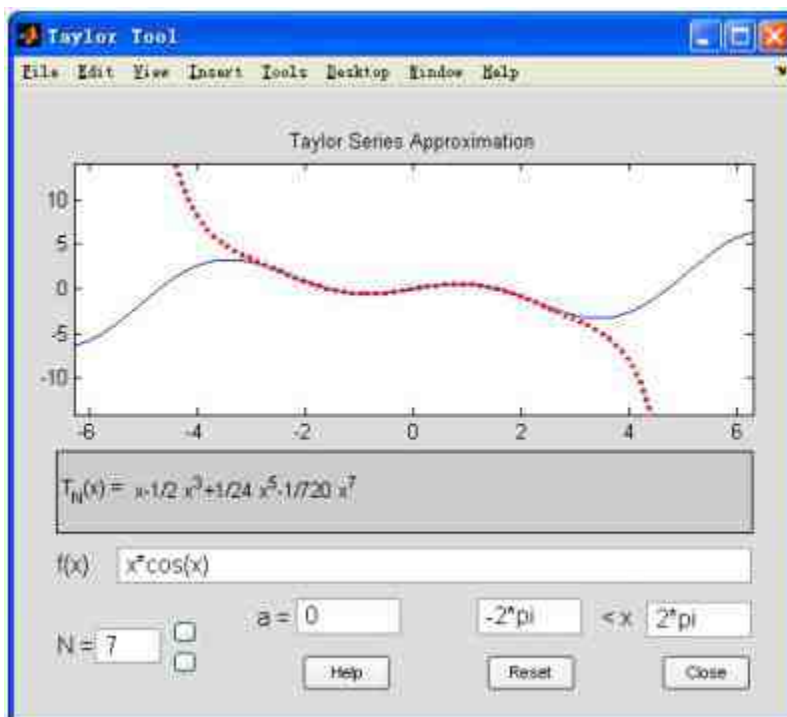 Taylor Tool
File Edit View Insert Tools Desktop Window Help
Taylor Series Approximation
10
5
0
-5
-10
-6 -4 -2 0 2 4 6
T_N(x) = x-1/2 x^3+1/24 x^5-1/720 x^7
f(x) x*cos(x)
N = 7 a = 0 -2*pi < x 2*pi
Help Reset Close